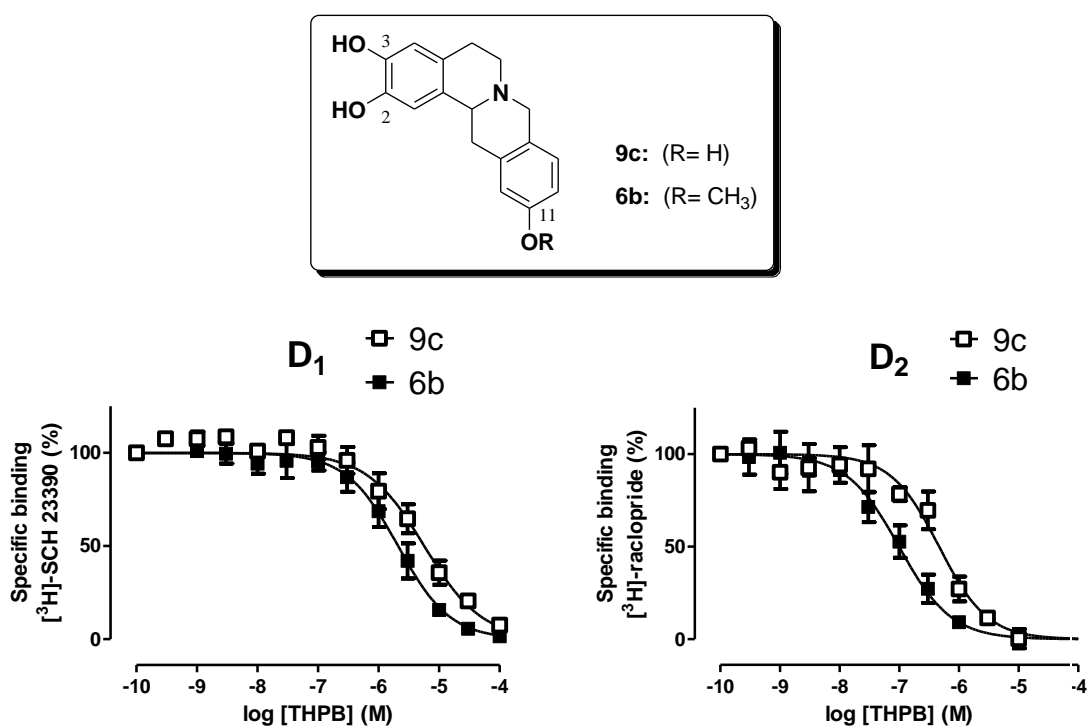 HO
3
HO
2
N
9c: (R= H)
6b: (R= CH₃)
11
OR
D₁
9c
6b
Specific binding
[³H]-SCH 23390 (%)
100
50
0
-10 -9 -8 -7 -6 -5 -4
log [THPB] (M)
D₂
9c
6b
Specific binding
[³H]-raclopride (%)
100
50
0
-10 -9 -8 -7 -6 -5 -4
log [THPB] (M)